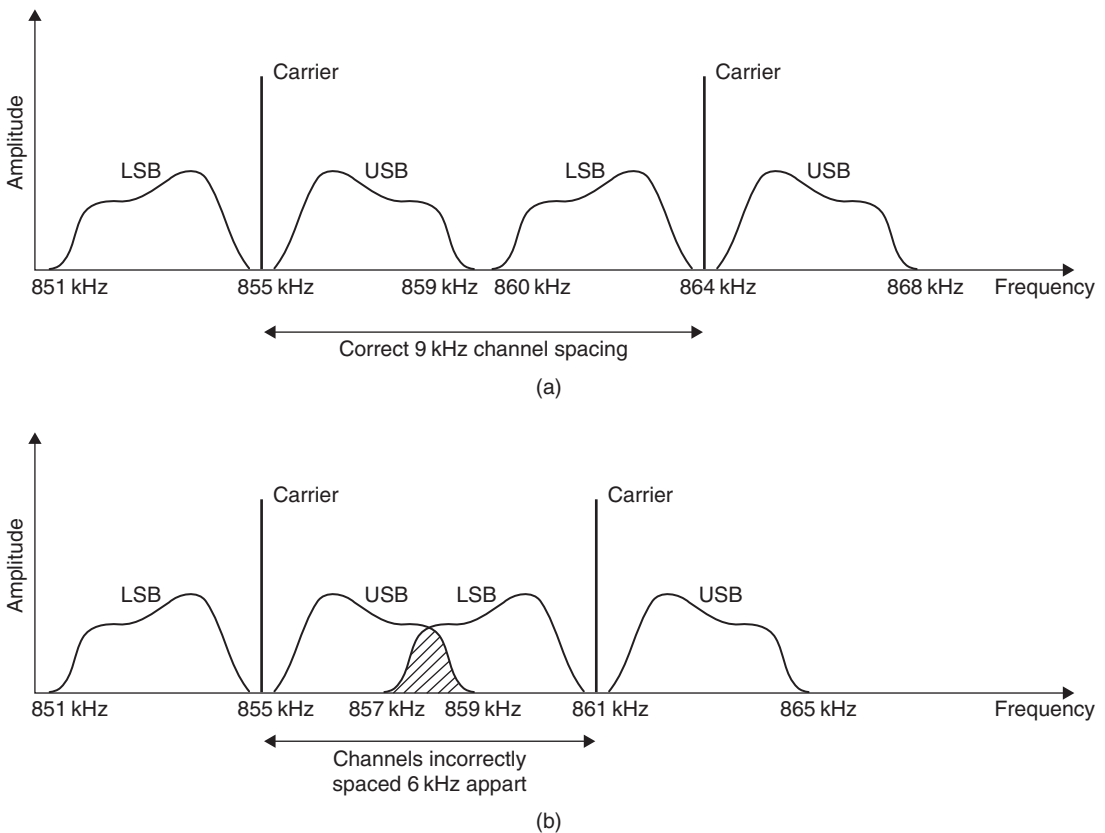 Amplitude
Carrier
Carrier
LSB
USB
LSB
USB
851 kHz
855 kHz
859 kHz
860 kHz
864 kHz
868 kHz
Frequency
Correct 9 kHz channel spacing
(a)
Amplitude
Carrier
Carrier
LSB
USB
LSB
USB
851 kHz
855 kHz
857 kHz
859 kHz
861 kHz
865 kHz
Frequency
Channels incorrectly
spaced 6 kHz appart
(b)